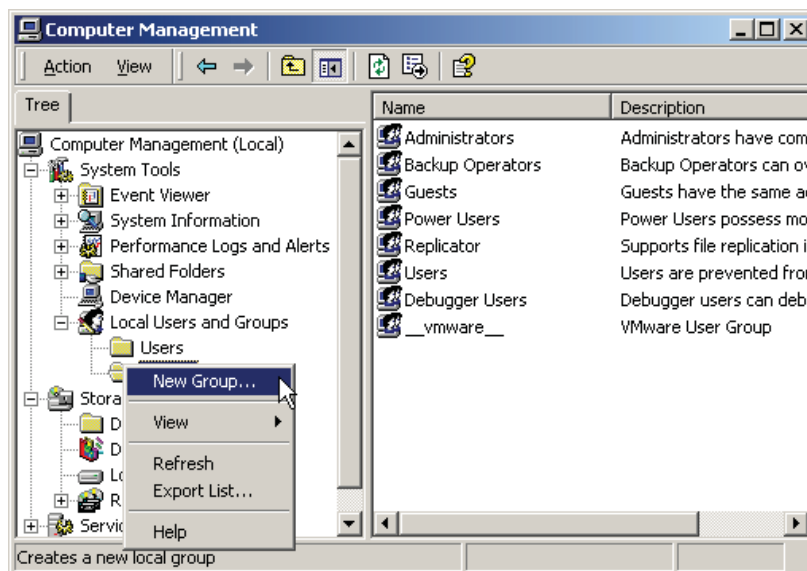 Computer Management
Action View
Tree
Name Description
Computer Management (Local)
System Tools
Event Viewer
System Information
Performance Logs and Alerts
Shared Folders
Device Manager
Local Users and Groups
Users
New Group...
View
Refresh
Export List...
Help
Stora
D
D
Lo
R
Servic
Administrators Administrators have com
Backup Operators Backup Operators can ov
Guests Guests have the same a
Power Users Power Users possess mo
Replicator Supports file replication i
Users Users are prevented fro
Debugger Users Debugger users can deb
__vmware__ VMware User Group
Creates a new local group